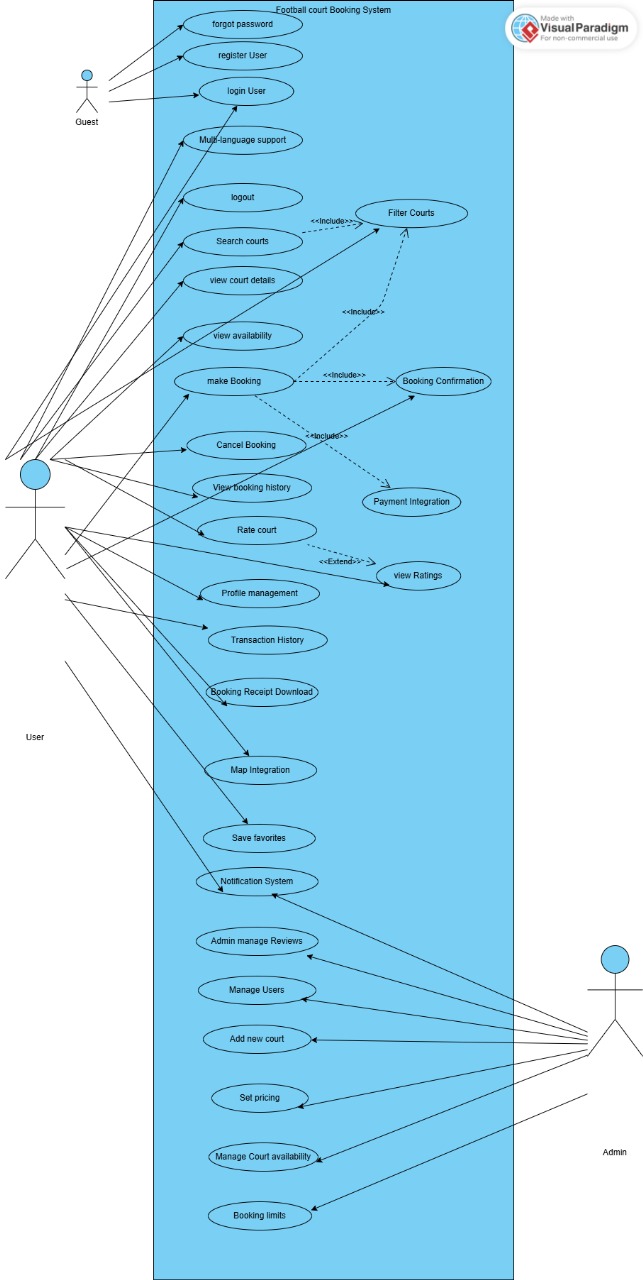 Football court Booking System
Made with
Visual Paradigm
For non-commercial use
forgot password
register User
login User
Guest
Multi-language support
logout
Filter Courts
<<Include>>
Search courts
view court details
<<Include>>
view availability
make Booking
<<Include>>
Booking Confirmation
<<Include>>
Cancel Booking
View booking history
Payment Integration
Rate court
<<Extend>>
view Ratings
Profile management
Transaction History
Booking Receipt Download
User
Map Integration
Save favorites
Notification System
Admin manage Reviews
Manage Users
Add new court
Set pricing
Admin
Manage Court availability
Booking limits